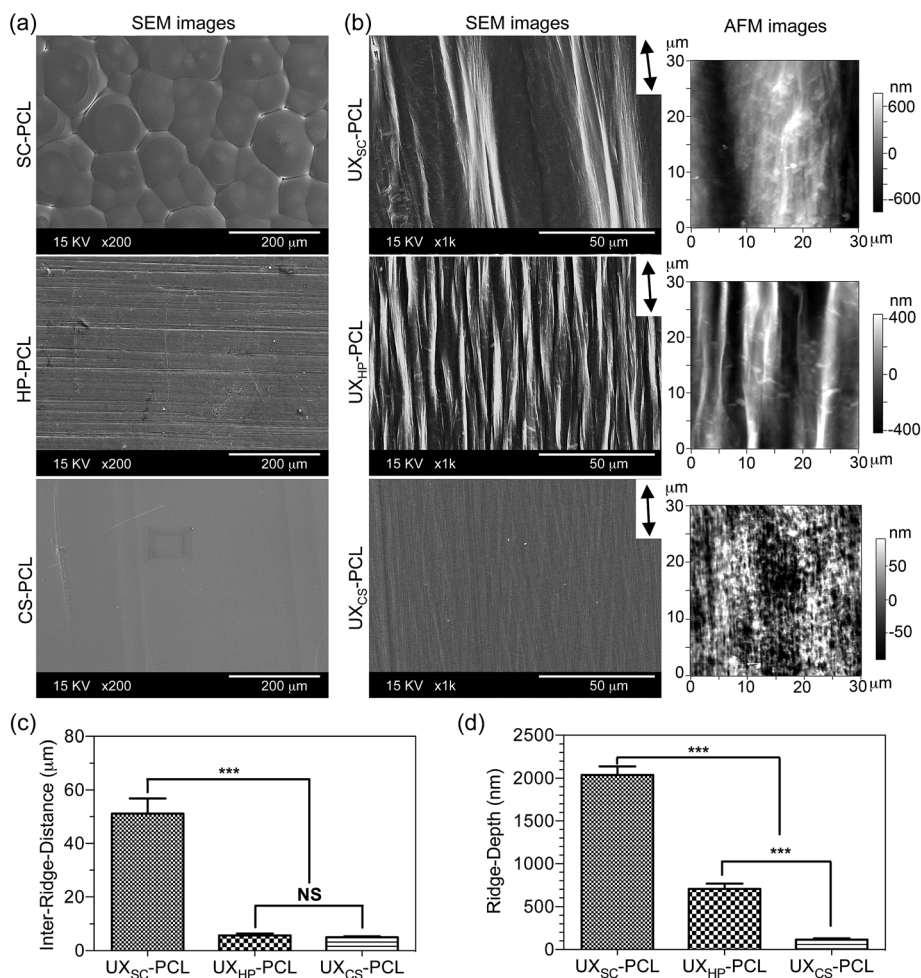 (a)
SEM images
(b)
SEM images
AFM images
SC-PCL
15 KV x200
200 μm
UXSC-PCL
15 KV x1k
50 μm
μm
30
20
10
0
0 10 20 30 μm
nm
600
0
-600
HP-PCL
15 KV x200
200 μm
UXHP-PCL
15 KV x1k
50 μm
μm
30
20
10
0
0 10 20 30 μm
nm
400
0
-400
CS-PCL
15 KV x200
200 μm
UXCS-PCL
15 KV x1k
50 μm
μm
30
20
10
0
0 10 20 30 μm
nm
50
0
-50
(c)
Inter-Ridge-Distance (μm)
80
60
40
20
0
***
NS
UXSC-PCL UXHP-PCL UXCS-PCL
(d)
Ridge-Depth (nm)
2500
2000
1500
1000
500
0
***
***
UXSC-PCL UXHP-PCL UXCS-PCL